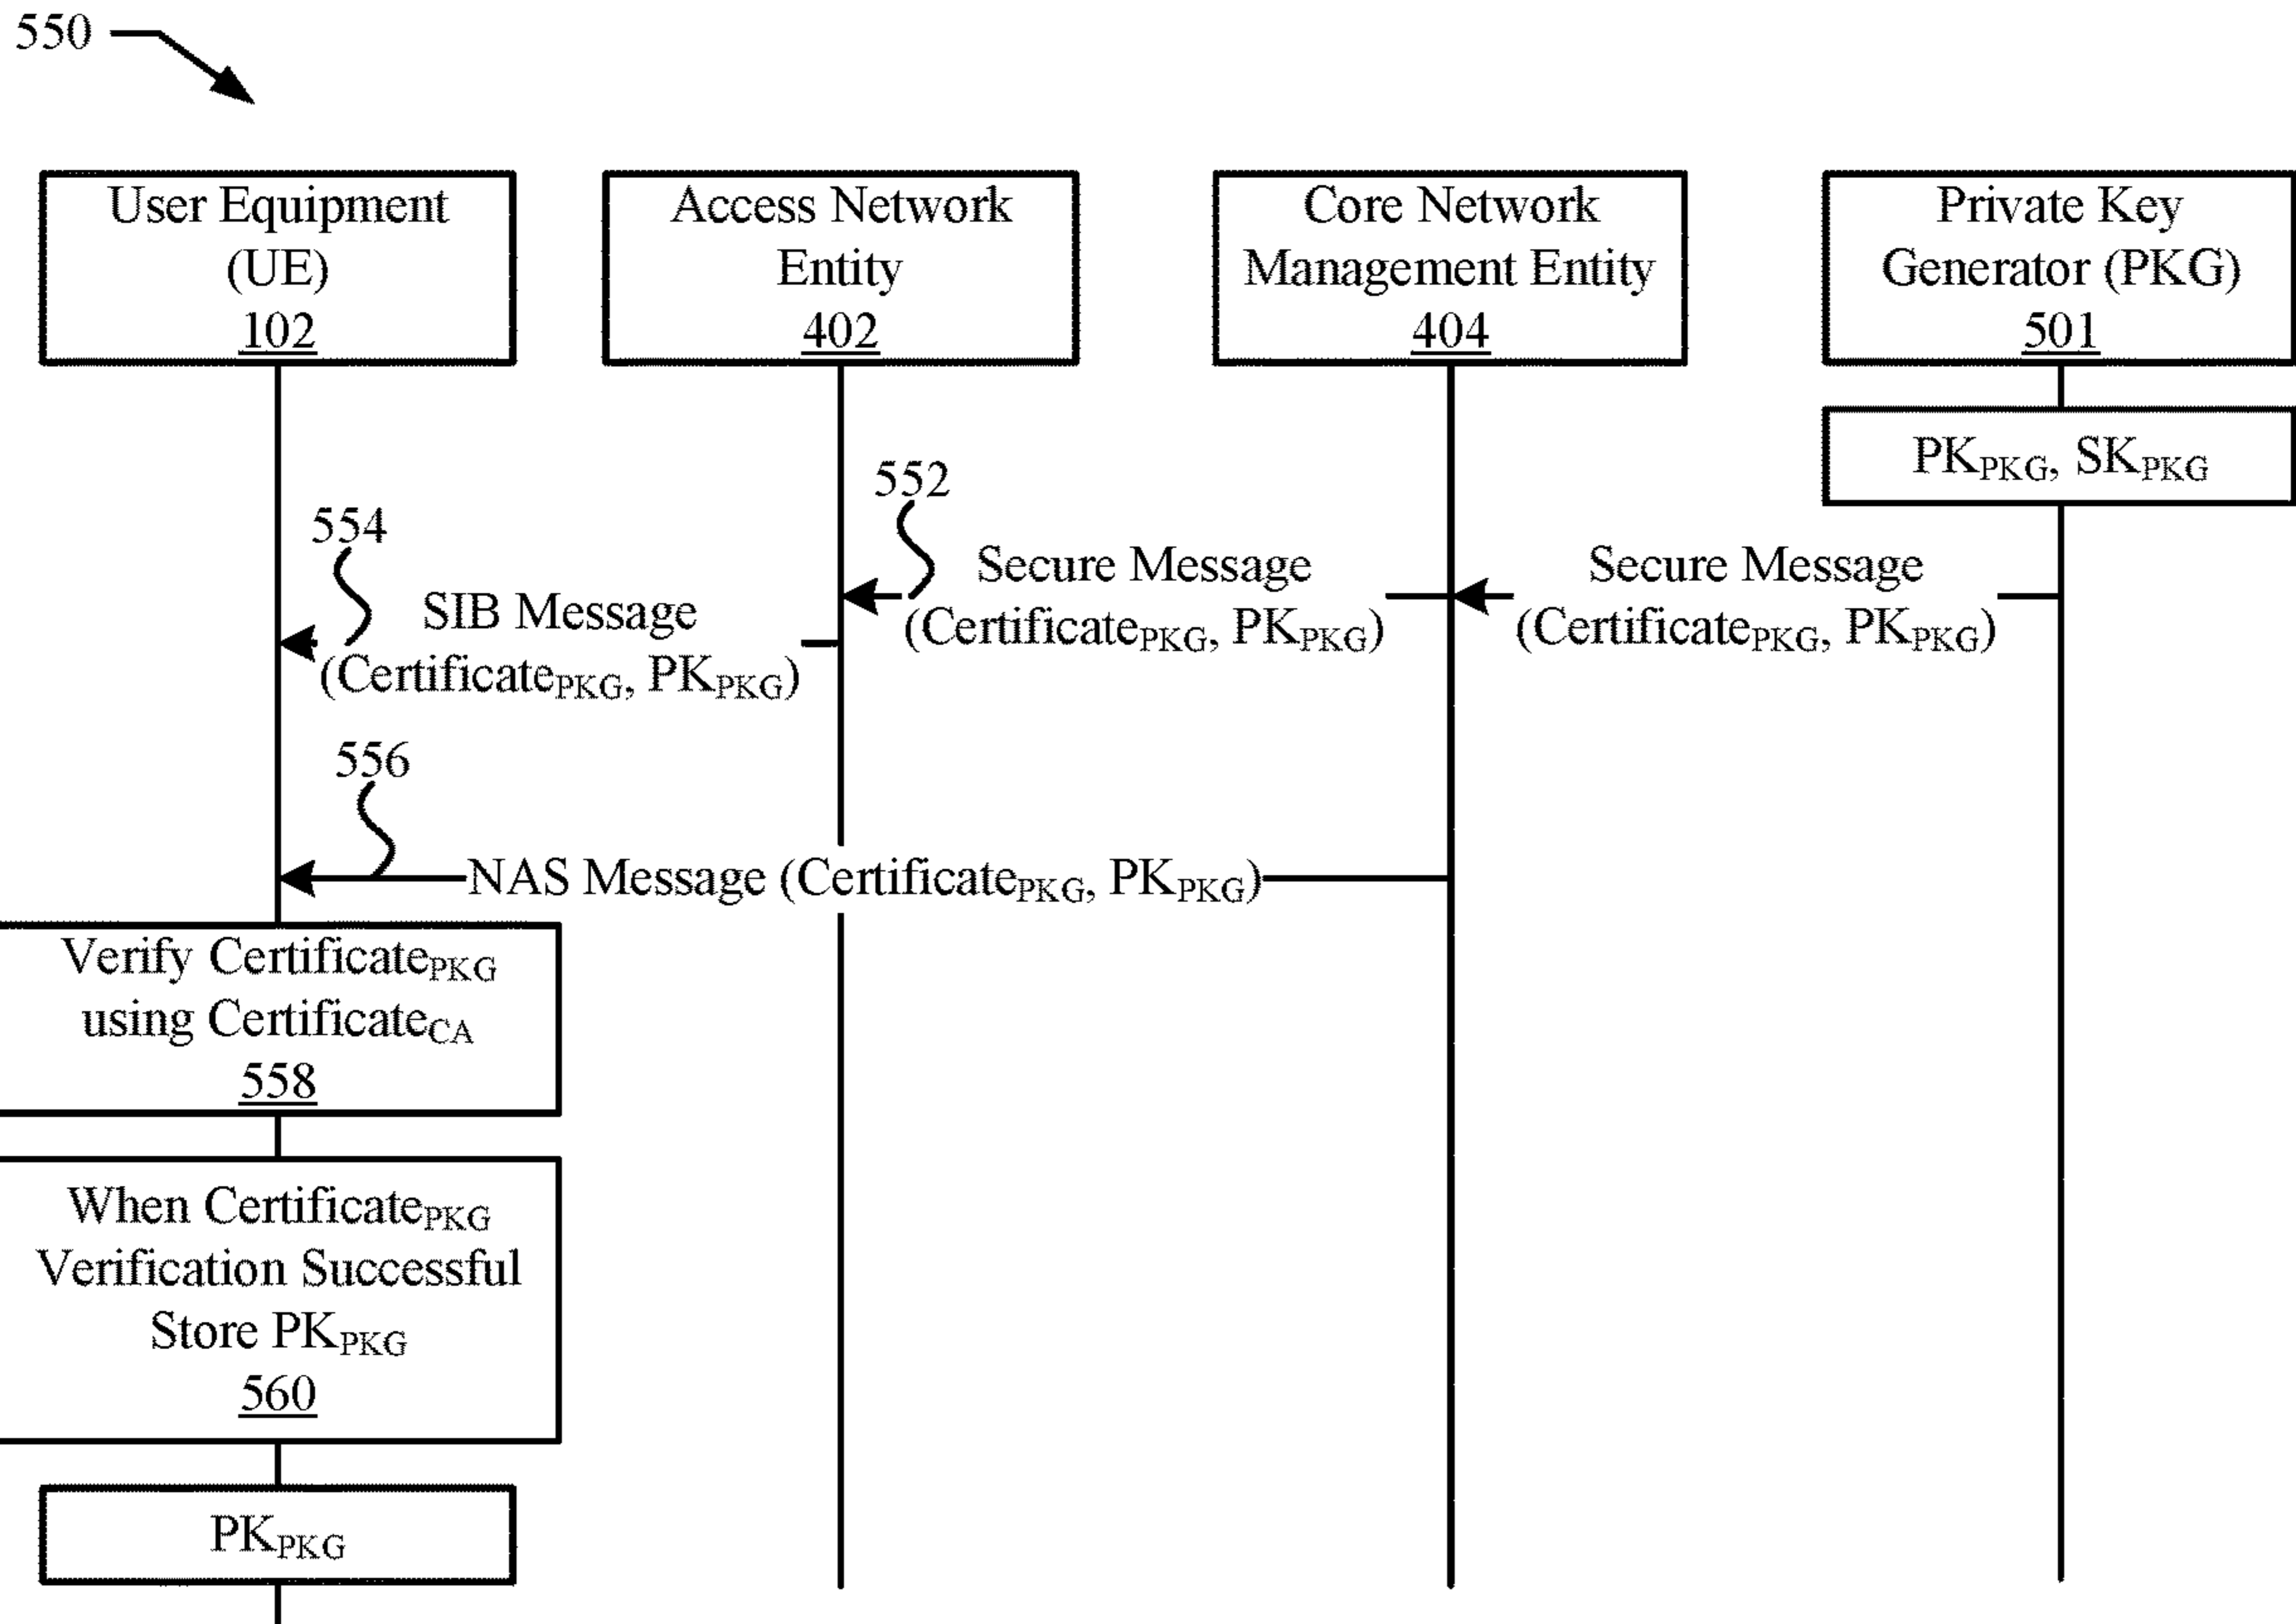 550
User Equipment
(UE)
102
Access Network
Entity
402
Core Network
Management Entity
404
Private Key
Generator (PKG)
501
PKPKG, SKPKG
552
554
Secure Message
(CertificatePKG, PKPKG)
Secure Message
(CertificatePKG, PKPKG)
SIB Message
(CertificatePKG, PKPKG)
556
NAS Message (CertificatePKG, PKPKG)
Verify CertificatePKG
using CertificateCA
558
When CertificatePKG
Verification Successful
Store PKPKG
560
PKPKG